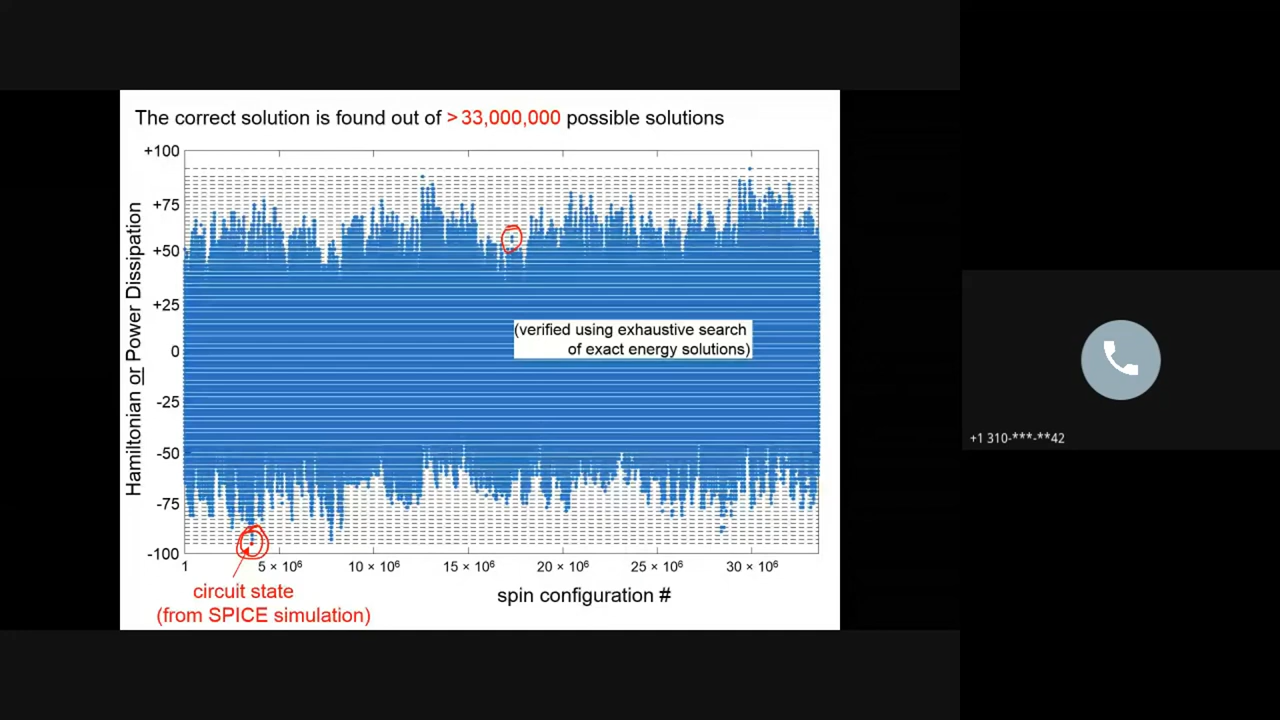 The correct solution is found out of > 33,000,000 possible solutions
Hamiltonian or Power Dissipation
+100
+75
+50
+25
0
-25
-50
-75
-100
(verified using exhaustive search
of exact energy solutions)
1
5 × 10⁶
10 × 10⁶
15 × 10⁶
20 × 10⁶
25 × 10⁶
30 × 10⁶
circuit state
(from SPICE simulation)
spin configuration #
+1 310-***-**42